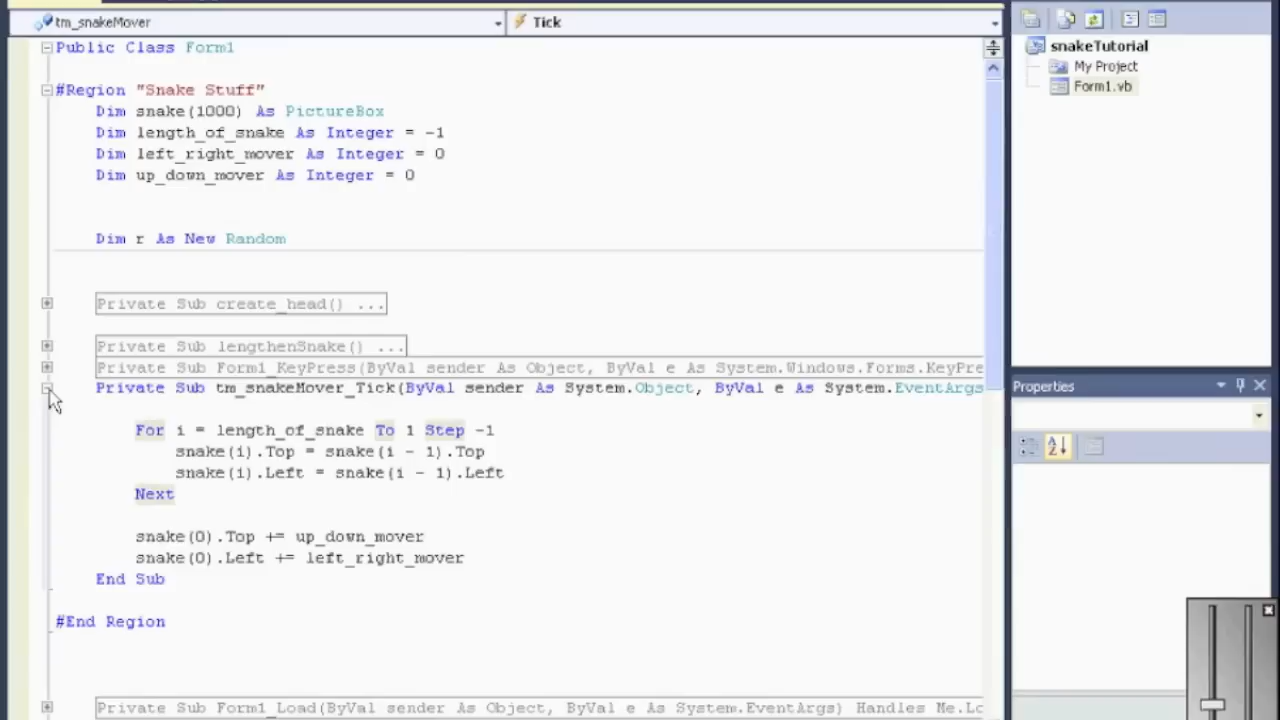 tm_snakeMover
Tick
Public Class Form1
#Region "Snake Stuff"
Dim snake(1000) As PictureBox
Dim length_of_snake As Integer = -1
Dim left_right_mover As Integer = 0
Dim up_down_mover As Integer = 0
Dim r As New Random
Private Sub create_head() ...
Private Sub lengthenSnake() ...
Private Sub Form1_KeyPress(ByVal sender As Object, ByVal e As System.Windows.Forms.KeyPre
Private Sub tm_snakeMover_Tick(ByVal sender As System.Object, ByVal e As System.EventArgs
For i = length_of_snake To 1 Step -1
snake(i).Top = snake(i - 1).Top
snake(i).Left = snake(i - 1).Left
Next
snake(0).Top += up_down_mover
snake(0).Left += left_right_mover
End Sub
#End Region
Private Sub Form1_Load(ByVal sender As Object, ByVal e As System.EventArgs) Handles Me.Lo
snakeTutorial
My Project
Form1.vb
Properties